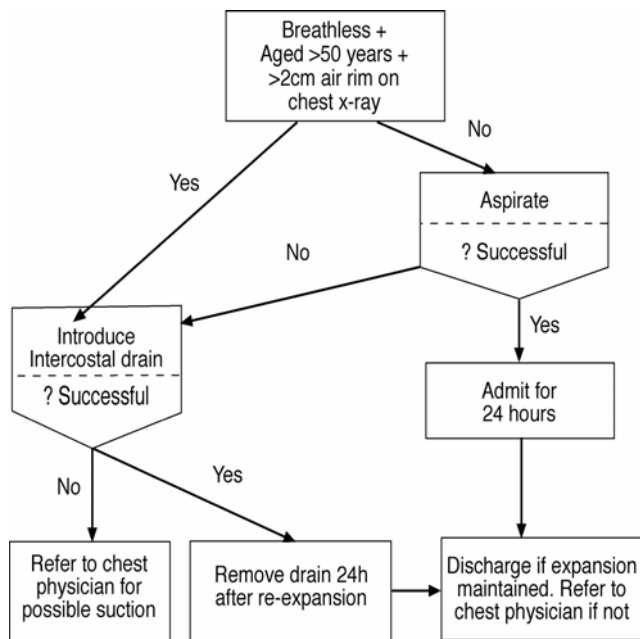 Breathless +
Aged >50 years +
>2cm air rim on
chest x-ray
No
Yes
Aspirate
? Successful
No
Introduce
Intercostal drain
? Successful
Yes
Admit for
24 hours
No
Yes
Refer to chest
physician for
possible suction
Remove drain 24h
after re-expansion
Discharge if expansion
maintained. Refer to
chest physician if not